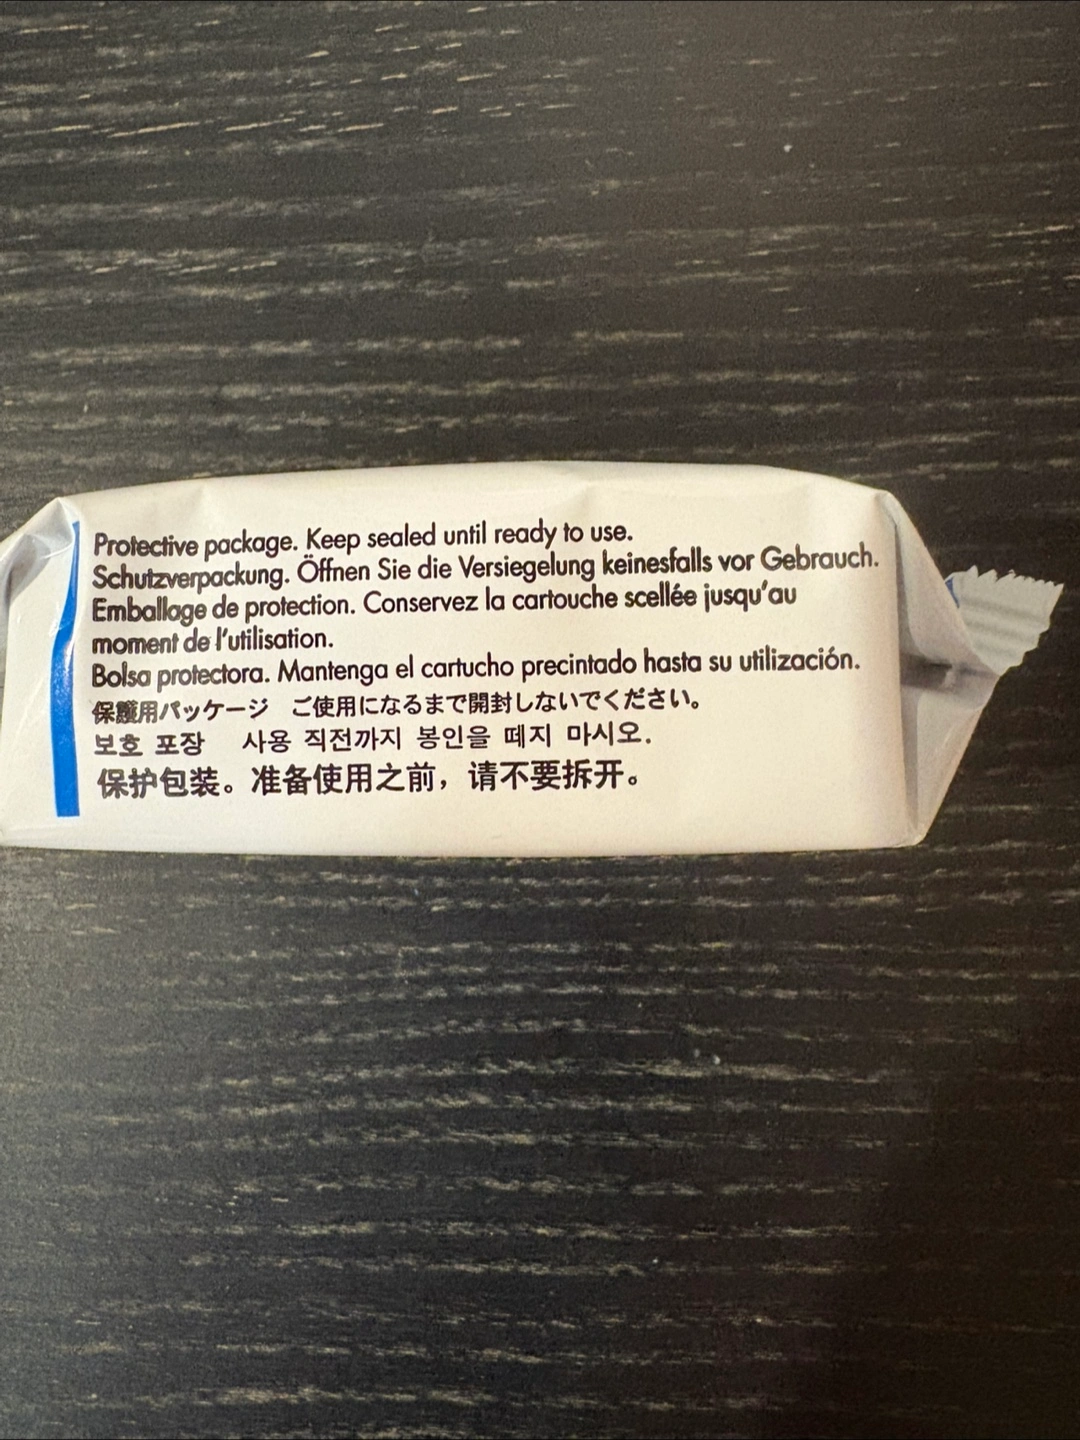 Protective package. Keep sealed until ready to use.
Schutzverpackung. Öffnen Sie die Versiegelung keinesfalls vor Gebrauch.
Emballage de protection. Conservez la cartouche scellée jusqu'au
moment de l'utilisation.
Bolsa protectora. Mantenga el cartucho precintado hasta su utilización.
保護用パッケージ ご使用になるまで開封しないでください。
보호 포장 사용 직전까지 봉인을 떼지 마시오.
保护包装。准备使用之前，请不要拆开。